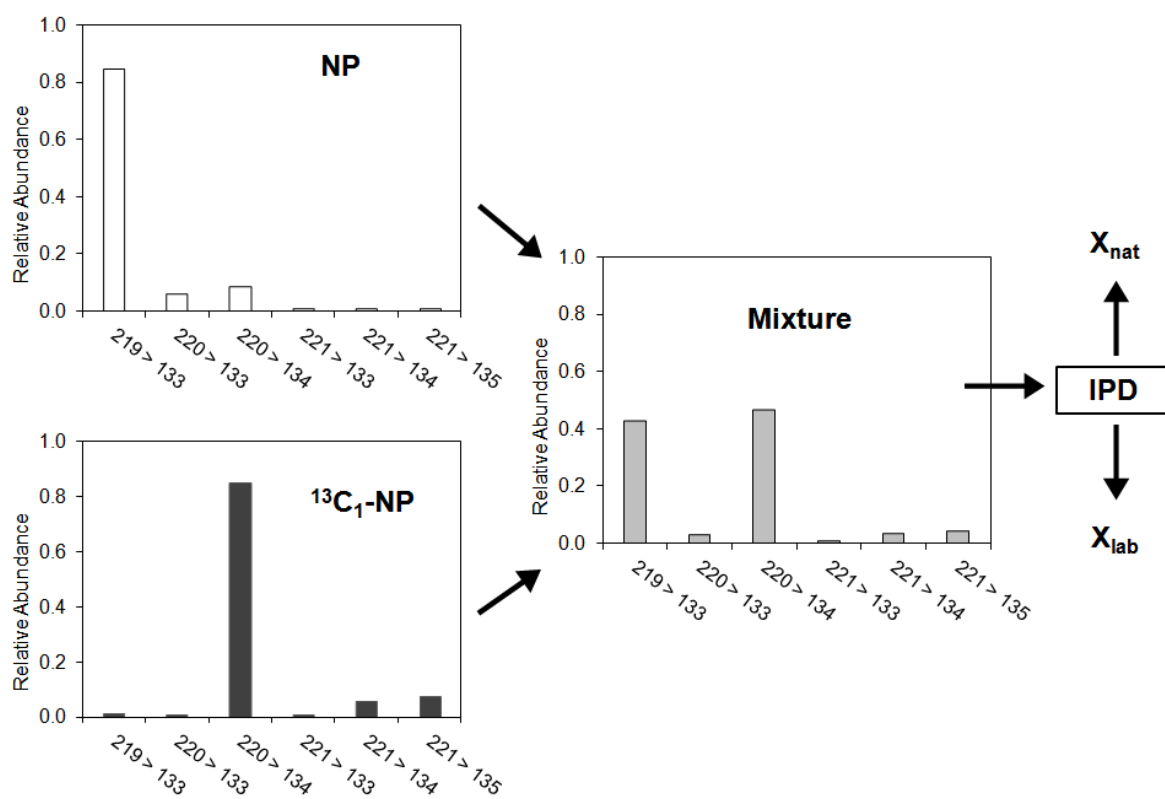 NP
Relative Abundance
1.0
0.8
0.6
0.4
0.2
0.0
219 > 133
220 > 133
220 > 134
221 > 133
221 > 134
221 > 135
¹³C₁-NP
Relative Abundance
1.0
0.8
0.6
0.4
0.2
0.0
219 > 133
220 > 133
220 > 134
221 > 133
221 > 134
221 > 135
Mixture
Relative Abundance
1.0
0.8
0.6
0.4
0.2
0.0
219 > 133
220 > 133
220 > 134
221 > 133
221 > 134
221 > 135
Xnat
IPD
Xlab